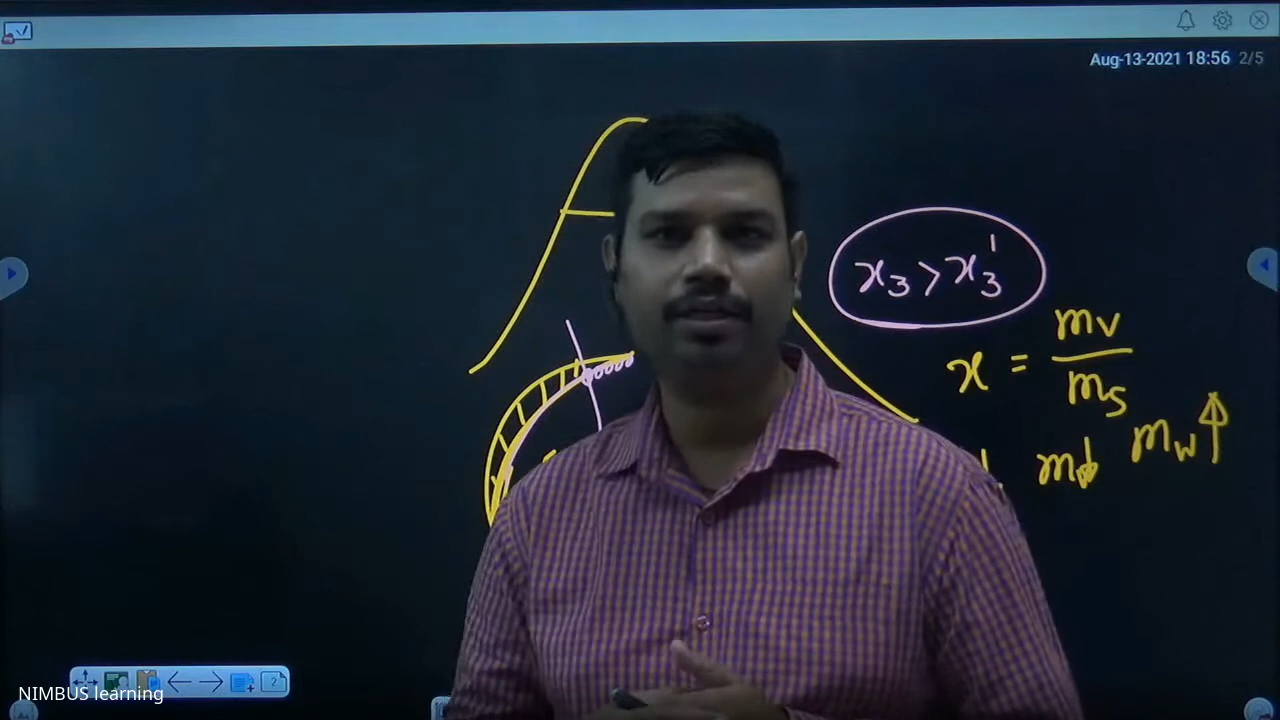 Aug-13-2021 18:56 2/5
x₃ > x₃'
x = mv / ms
m↓ mw↑
NIMBUS learning